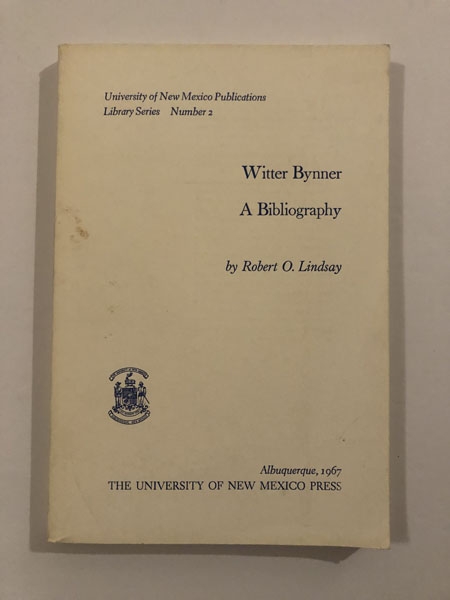 University of New Mexico Publications
Library Series Number 2
Witter Bynner
A Bibliography
by Robert O. Lindsay
Albuquerque, 1967
THE UNIVERSITY OF NEW MEXICO PRESS